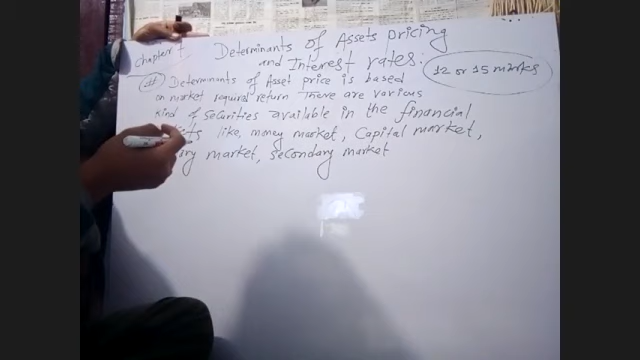 chapter
Determinants of Assets pricing
and Interest rates.
12 or 15 marks
Determinants of Asset price is based
on market required return There are various
kind of securities available in the financial
like, money market, Capital market,
market, secondary market